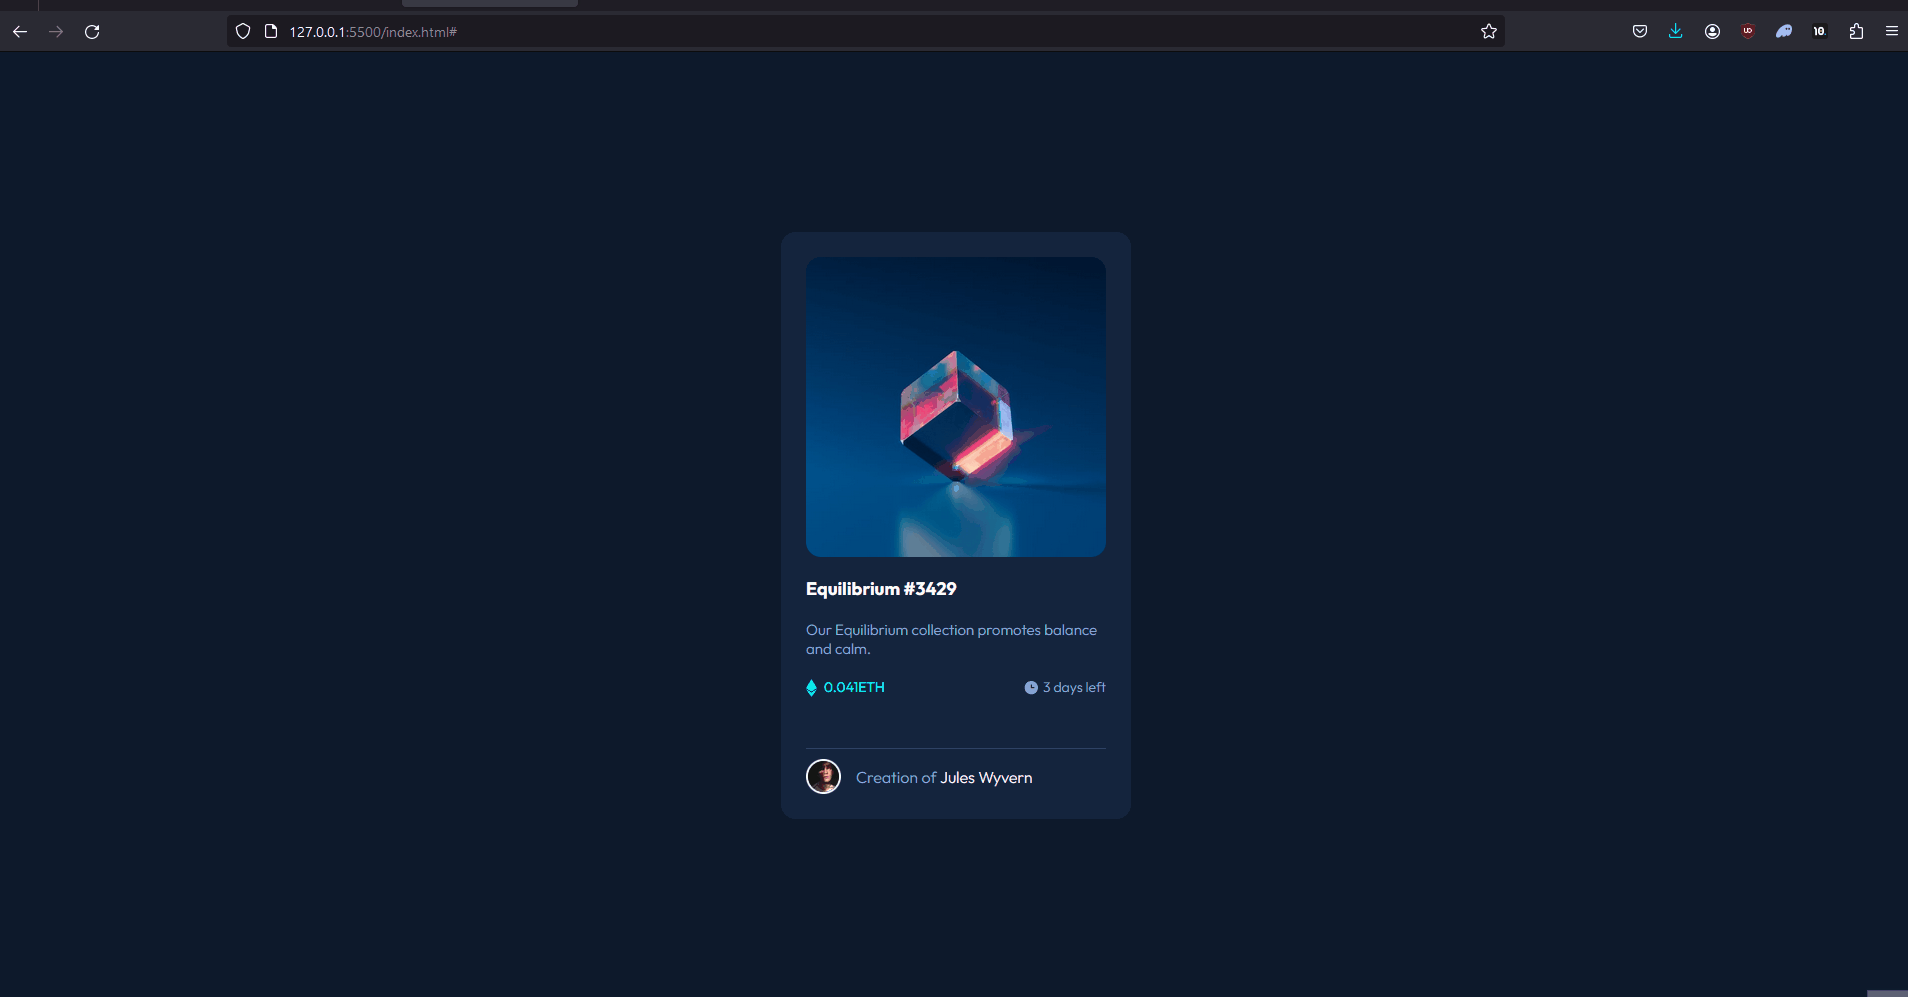 127.0.0.1:5500/index.html#
UD
10.
Equilibrium #3429
Our Equilibrium collection promotes balance
and calm.
0.041ETH
3 days left
Creation of Jules Wyvern